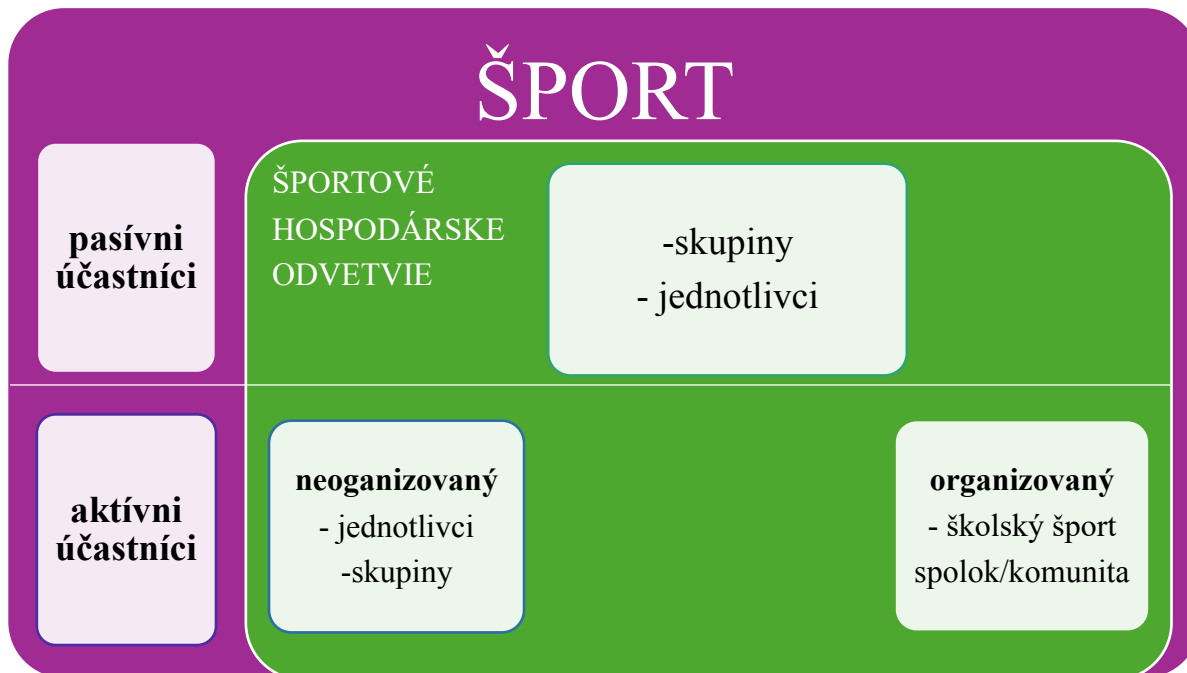 ŠPORT
pasívni
účastníci
ŠPORTOVÉ
HOSPODÁRSKE
ODVETVIE
-skupiny
- jednotlivci
aktívni
účastníci
neoganizovaný
- jednotlivci
-skupiny
organizovaný
- školský šport
spolok/komunita